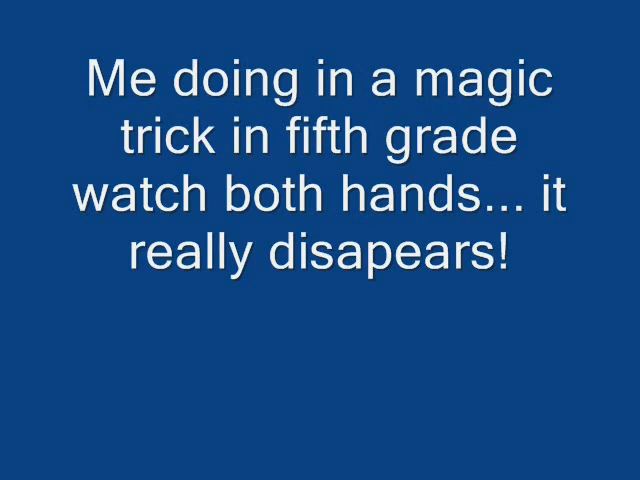 Me doing in a magic
trick in fifth grade
watch both hands... it
really disapears!